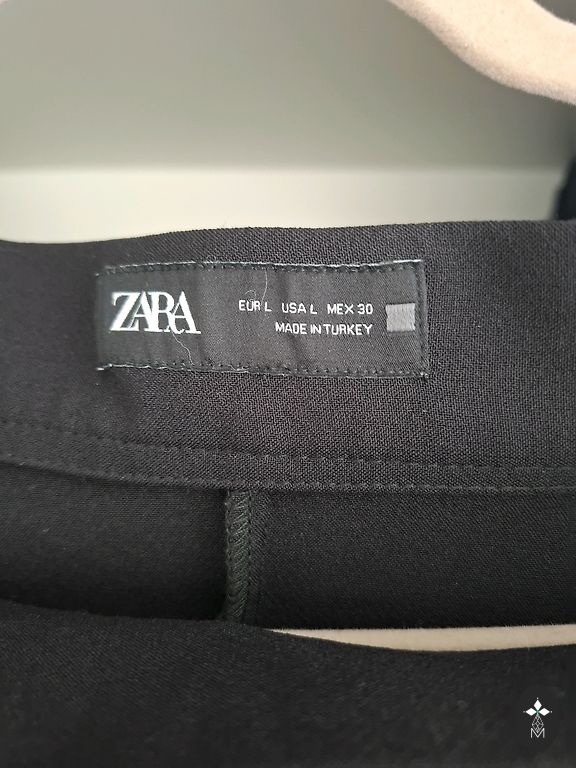 ZARA
EUR L USA L MEX 30
MADE IN TURKEY
M